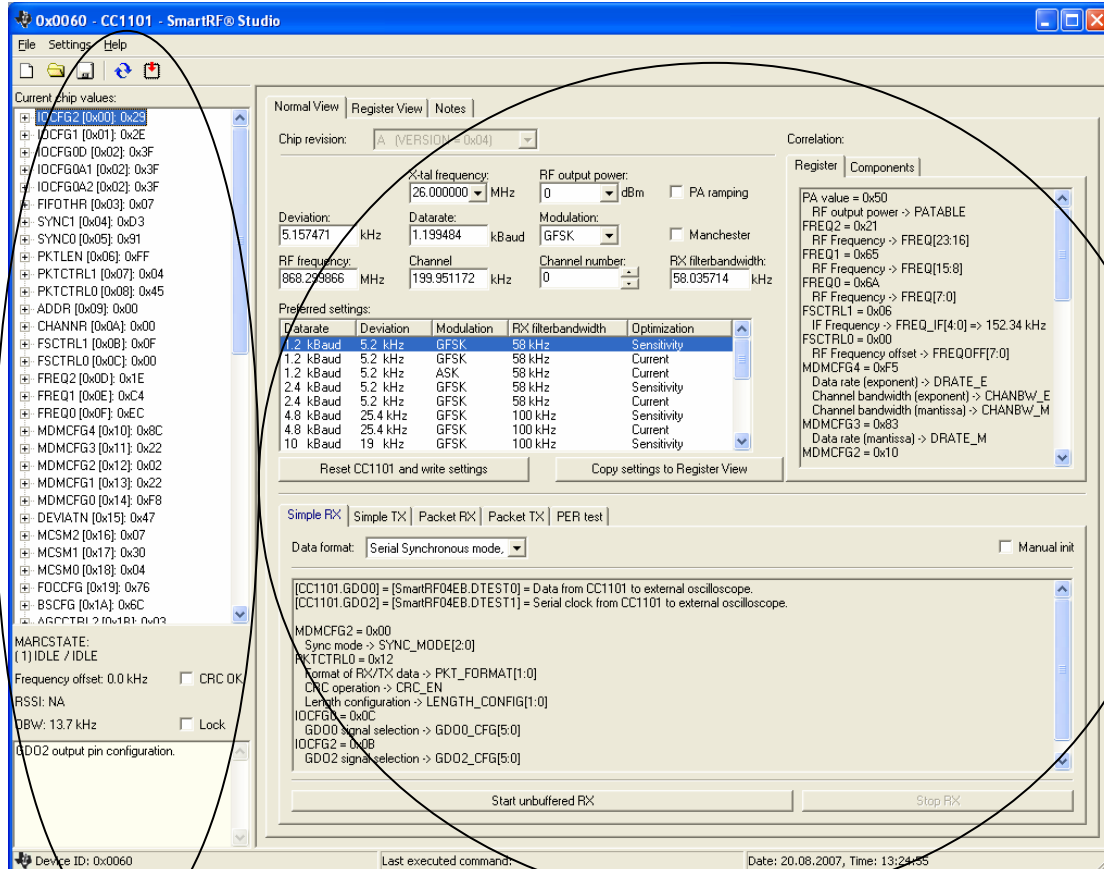 0x0060 - CC1101 - SmartRF® Studio
File Settings Help
Current chip values:
IOCFG2 [0x00]: 0x29
IOCFG1 [0x01]: 0x2E
IOCFG0D [0x02]: 0x3F
IOCFG0A1 [0x02]: 0x3F
IOCFG0A2 [0x02]: 0x3F
FIFOTHR [0x03]: 0x07
SYNC1 [0x04]: 0xD3
SYNC0 [0x05]: 0x91
PKTLEN [0x06]: 0xFF
PKTCTRL1 [0x07]: 0x04
PKTCTRL0 [0x08]: 0x45
ADDR [0x09]: 0x00
CHANNR [0x0A]: 0x00
FSCTRL1 [0x0B]: 0x0F
FSCTRL0 [0x0C]: 0x00
FREQ2 [0x0D]: 0x1E
FREQ1 [0x0E]: 0xC4
FREQ0 [0x0F]: 0xEC
MDMCFG4 [0x10]: 0x8C
MDMCFG3 [0x11]: 0x22
MDMCFG2 [0x12]: 0x02
MDMCFG1 [0x13]: 0x22
MDMCFG0 [0x14]: 0xF8
DEVIATN [0x15]: 0x47
MCSM2 [0x16]: 0x07
MCSM1 [0x17]: 0x30
MCSM0 [0x18]: 0x04
FOCCFG [0x19]: 0x76
BSCFG [0x1A]: 0x6C
AGCCTRL2 [0x1B]: 0x03
MARCSTATE:
(1) IDLE / IDLE
Frequency offset: 0.0 kHz CRC OK
RSSI: NA
OBW: 13.7 kHz Lock
GDO2 output pin configuration.
Normal View Register View Notes
Chip revision: A (VERSION = 0x04)
X-tal frequency: RF output power:
26.000000 MHz 0 dBm PA ramping
Deviation: Datarate: Modulation:
5.157471 kHz 1.199484 kBaud GFSK Manchester
RF frequency: Channel Channel number: RX filterbandwidth:
868.299866 MHz 199.951172 kHz 0 58.035714 kHz
Preferred settings:
Datarate Deviation Modulation RX filterbandwidth Optimization
1.2 kBaud 5.2 kHz GFSK 58 kHz Sensitivity
1.2 kBaud 5.2 kHz GFSK 58 kHz Current
1.2 kBaud 5.2 kHz ASK 58 kHz Current
2.4 kBaud 5.2 kHz GFSK 58 kHz Sensitivity
2.4 kBaud 5.2 kHz GFSK 58 kHz Current
4.8 kBaud 25.4 kHz GFSK 100 kHz Sensitivity
4.8 kBaud 25.4 kHz GFSK 100 kHz Current
10 kBaud 19 kHz GFSK 100 kHz Sensitivity
Reset CC1101 and write settings Copy settings to Register View
Correlation:
Register Components
PA value = 0x50
RF output power -> PATABLE
FREQ2 = 0x21
RF Frequency -> FREQ[23:16]
FREQ1 = 0x65
RF Frequency -> FREQ[15:8]
FREQ0 = 0x6A
RF Frequency -> FREQ[7:0]
FSCTRL1 = 0x06
IF Frequency -> FREQ_IF[4:0] => 152.34 kHz
FSCTRL0 = 0x00
RF Frequency offset -> FREQOFF[7:0]
MDMCFG4 = 0xF5
Data rate (exponent) -> DRATE_E
Channel bandwidth (exponent) -> CHANBW_E
Channel bandwidth (mantissa) -> CHANBW_M
MDMCFG3 = 0x83
Data rate (mantissa) -> DRATE_M
MDMCFG2 = 0x10
Simple RX Simple TX Packet RX Packet TX PER test
Data format: Serial Synchronous mode, Manual init
[CC1101.GDO0] = [SmartRF04EB.DTEST0] = Data from CC1101 to external oscilloscope.
[CC1101.GDO2] = [SmartRF04EB.DTEST1] = Serial clock from CC1101 to external oscilloscope.
MDMCFG2 = 0x00
Sync mode -> SYNC_MODE[2:0]
PKTCTRL0 = 0x12
Format of RX/TX data -> PKT_FORMAT[1:0]
CRC operation -> CRC_EN
Length configuration -> LENGTH_CONFIG[1:0]
IOCFG0 = 0x0C
GDO0 signal selection -> GDO0_CFG[5:0]
IOCFG2 = 0x0B
GDO2 signal selection -> GDO2_CFG[5:0]
Start unbuffered RX Stop RX
Device ID: 0x0060 Last executed command: Date: 20.08.2007, Time: 13:24:55